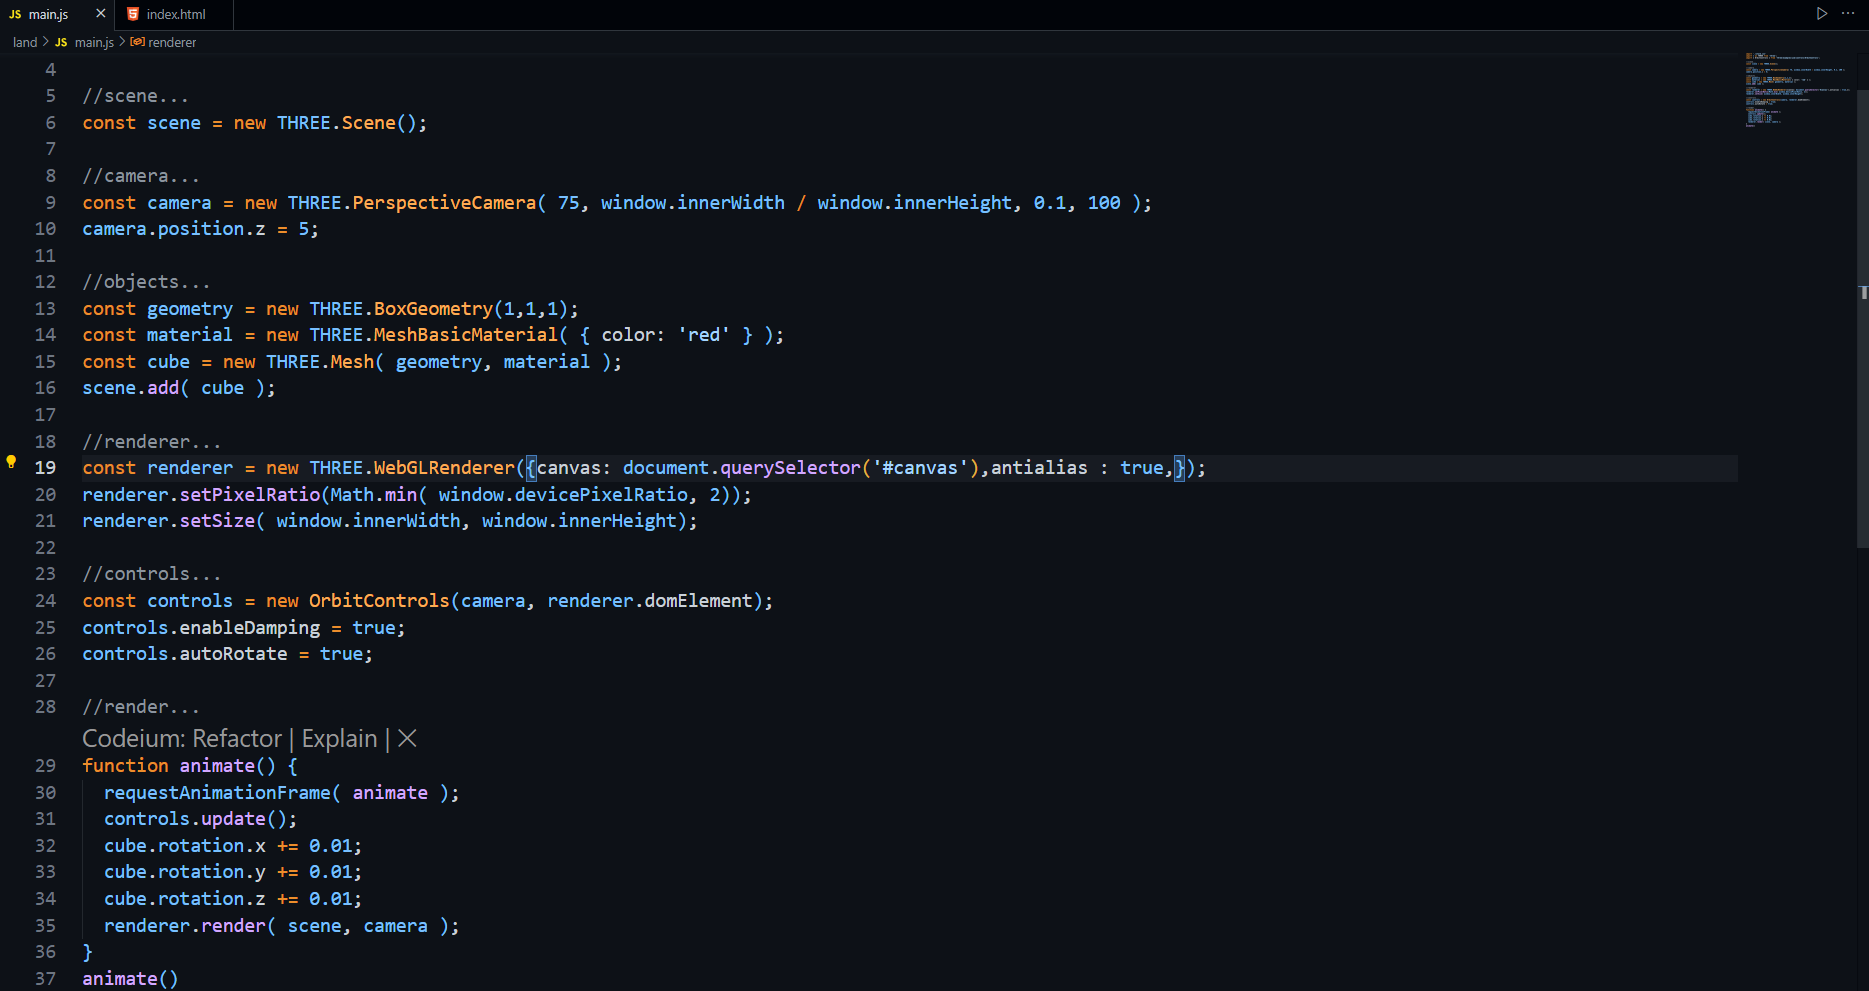 JS main.js × index.html
land > JS main.js > renderer
4
5 //scene...
6 const scene = new THREE.Scene();
7
8 //camera...
9 const camera = new THREE.PerspectiveCamera( 75, window.innerWidth / window.innerHeight, 0.1, 100 );
10 camera.position.z = 5;
11
12 //objects...
13 const geometry = new THREE.BoxGeometry(1,1,1);
14 const material = new THREE.MeshBasicMaterial( { color: 'red' } );
15 const cube = new THREE.Mesh( geometry, material );
16 scene.add( cube );
17
18 //renderer...
19 const renderer = new THREE.WebGLRenderer({canvas: document.querySelector('#canvas'),antialias : true,});
20 renderer.setPixelRatio(Math.min( window.devicePixelRatio, 2));
21 renderer.setSize( window.innerWidth, window.innerHeight);
22
23 //controls...
24 const controls = new OrbitControls(camera, renderer.domElement);
25 controls.enableDamping = true;
26 controls.autoRotate = true;
27
28 //render...
Codeium: Refactor | Explain | ×
29 function animate() {
30   requestAnimationFrame( animate );
31   controls.update();
32   cube.rotation.x += 0.01;
33   cube.rotation.y += 0.01;
34   cube.rotation.z += 0.01;
35   renderer.render( scene, camera );
36 }
37 animate()